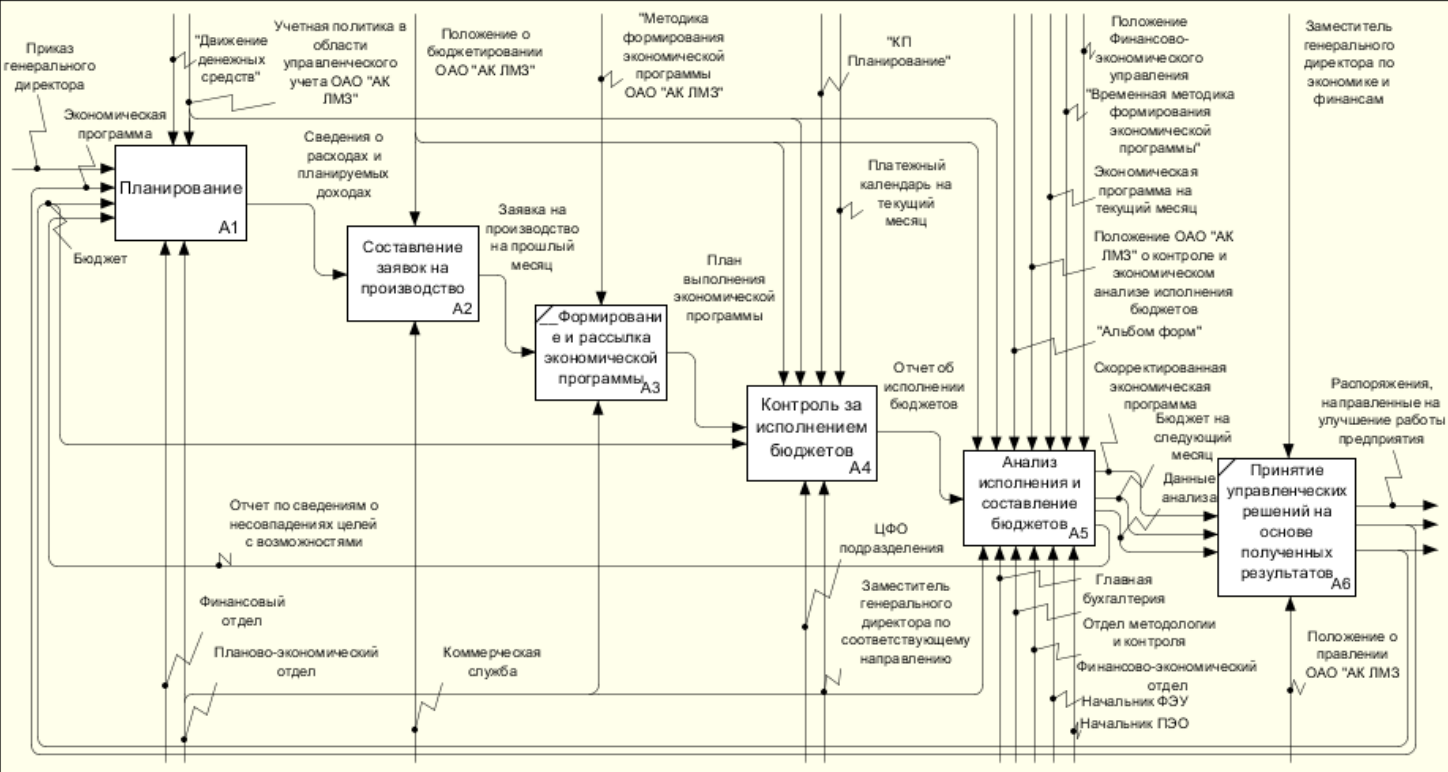 Приказ
генерального
директора
"Движение
денежных
средств"
Учетная политика в
области
управленческого
учета ОАО "АК
ЛМЗ"
Положение о
бюджетировании
ОАО "АК ЛМЗ"
"Методика
формирования
экономической
программы
ОАО "АК ЛМЗ"
"КП
Планирование"
Положение
Финансово-
экономического
управления
"Временная методика
формирования
экономической
программы"
Заместитель
генерального
директора по
экономике и
финансам
Экономическая
программа
Планирование
A1
Бюджет
Сведения о
расходах и
планируемых
доходах
Составление
заявок на
производство
A2
Заявка на
производство
на прошлый
месяц
__Формировани
е и рассылка
экономической
программы
A3
План
выполнения
экономической
программы
Платежный
календарь на
текущий
месяц
Экономическая
программа на
текущий месяц
Положение ОАО "АК
ЛМЗ" о контроле и
экономическом
анализе исполнения
бюджетов
"Альбом форм"
Контроль за
исполнением
бюджетов
A4
Отчет об
исполнении
бюджетов
Скорректированная
экономическая
программа
Бюджет на
следующий
месяц
Данные
анализа
Анализ
исполнения и
составление
бюджетов
A5
Принятие
управленческих
решений на
основе
полученных
результатов
A6
Распоряжения,
направленные на
улучшение работы
предприятия
Отчет по сведениям о
несовпадениях целей
с возможностями
Финансовый
отдел
Планово-экономический
отдел
Коммерческая
служба
ЦФО
подразделения
Заместитель
генерального
директора по
соответствующему
направлению
Главная
бухгалтерия
Отдел методологии
и контроля
Финансово-экономический
отдел
Начальник ФЭУ
Начальник ПЭО
Положение о
правлении
ОАО "АК ЛМЗ